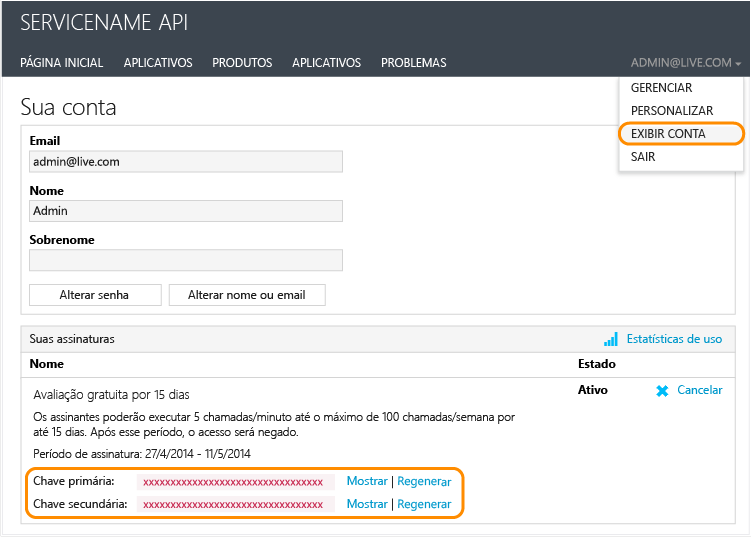 SERVICENAME API
PÁGINA INICIAL APLICATIVOS PRODUTOS APLICATIVOS PROBLEMAS ADMIN@LIVE.COM
GERENCIAR
PERSONALIZAR
EXIBIR CONTA
SAIR
Sua conta
Email
admin@live.com
Nome
Admin
Sobrenome
Alterar senha Alterar nome ou email
Suas assinaturas Estatísticas de uso
Nome Estado
Avaliação gratuita por 15 dias Ativo Cancelar
Os assinantes poderão executar 5 chamadas/minuto até o máximo de 100 chamadas/semana por
até 15 dias. Após esse período, o acesso será negado.
Período de assinatura: 27/4/2014 - 11/5/2014
Chave primária: xxxxxxxxxxxxxxxxxxxxxxxxxxxxxxxx Mostrar | Regenerar
Chave secundária: xxxxxxxxxxxxxxxxxxxxxxxxxxxxxxxx Mostrar | Regenerar